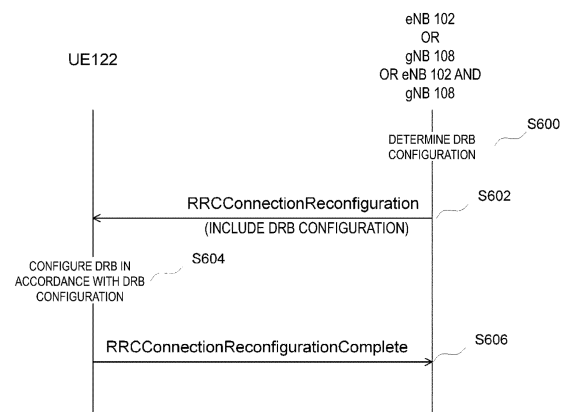 eNB 102
OR
gNB 108
OR eNB 102 AND
gNB 108
UE122
DETERMINE DRB
CONFIGURATION
S600
RRCConnectionReconfiguration
(INCLUDE DRB CONFIGURATION)
S602
CONFIGURE DRB IN
ACCORDANCE WITH DRB
CONFIGURATION
S604
RRCConnectionReconfigurationComplete
S606